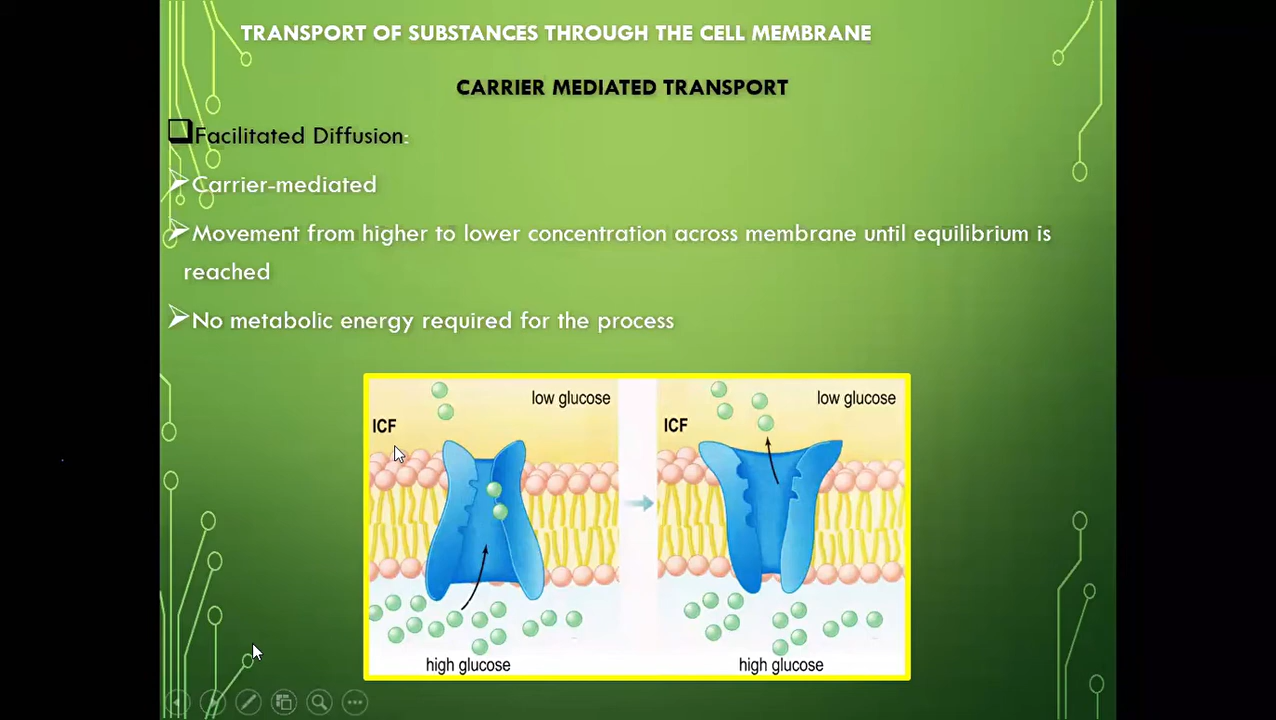 TRANSPORT OF SUBSTANCES THROUGH THE CELL MEMBRANE
CARRIER MEDIATED TRANSPORT
Facilitated Diffusion:
Carrier-mediated
Movement from higher to lower concentration across membrane until equilibrium is
reached
No metabolic energy required for the process
low glucose
ICF
high glucose
low glucose
ICF
high glucose